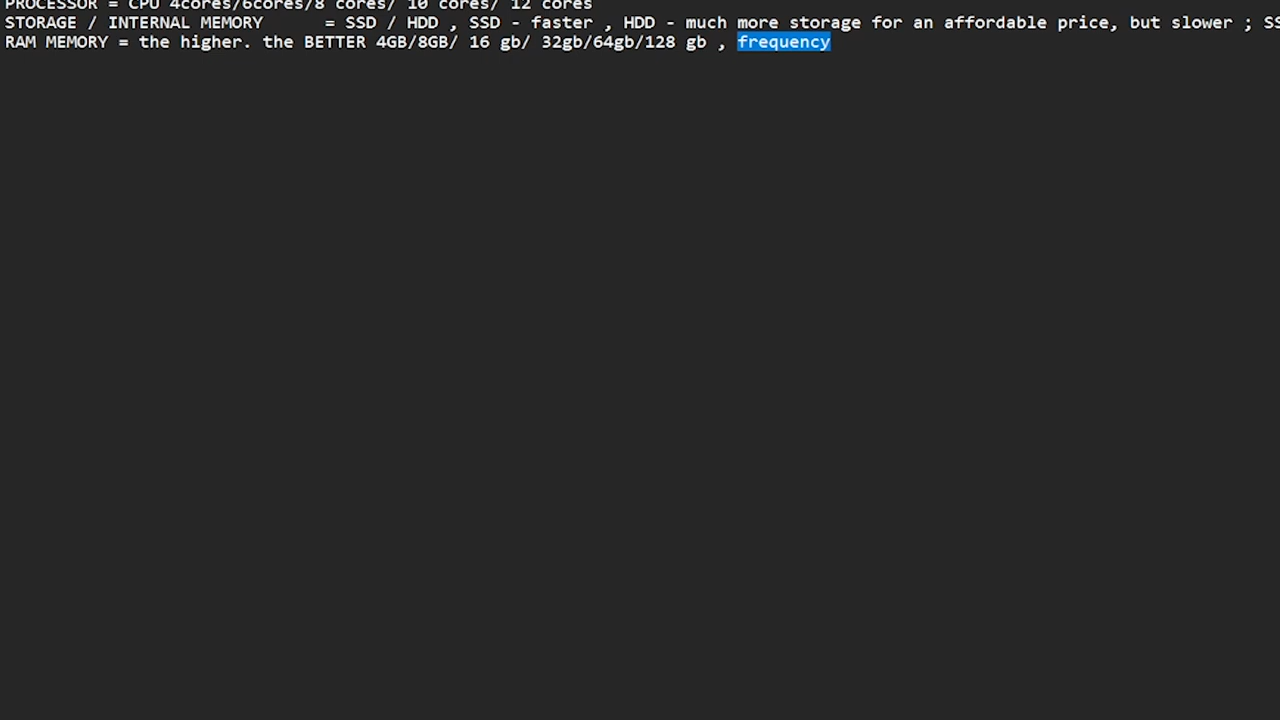 PROCESSOR = CPU 4cores/6cores/8 cores/ 10 cores/ 12 cores
STORAGE / INTERNAL MEMORY = SSD / HDD , SSD - faster , HDD - much more storage for an affordable price, but slower ; SS
RAM MEMORY = the higher. the BETTER 4GB/8GB/ 16 gb/ 32gb/64gb/128 gb , frequency